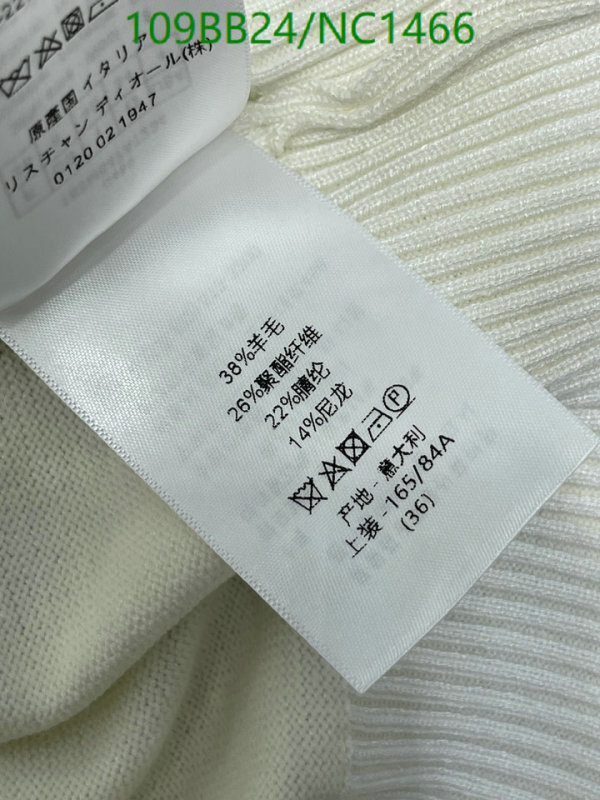 109BB24/NC1466
原産国 イタリア
リスチャン ディオール(株)
0120 02 1947
38%羊毛
26%聚酯纤维
22%腈纶
14%尼龙
产地 - 意大利
上装 - 165/84A
(36)